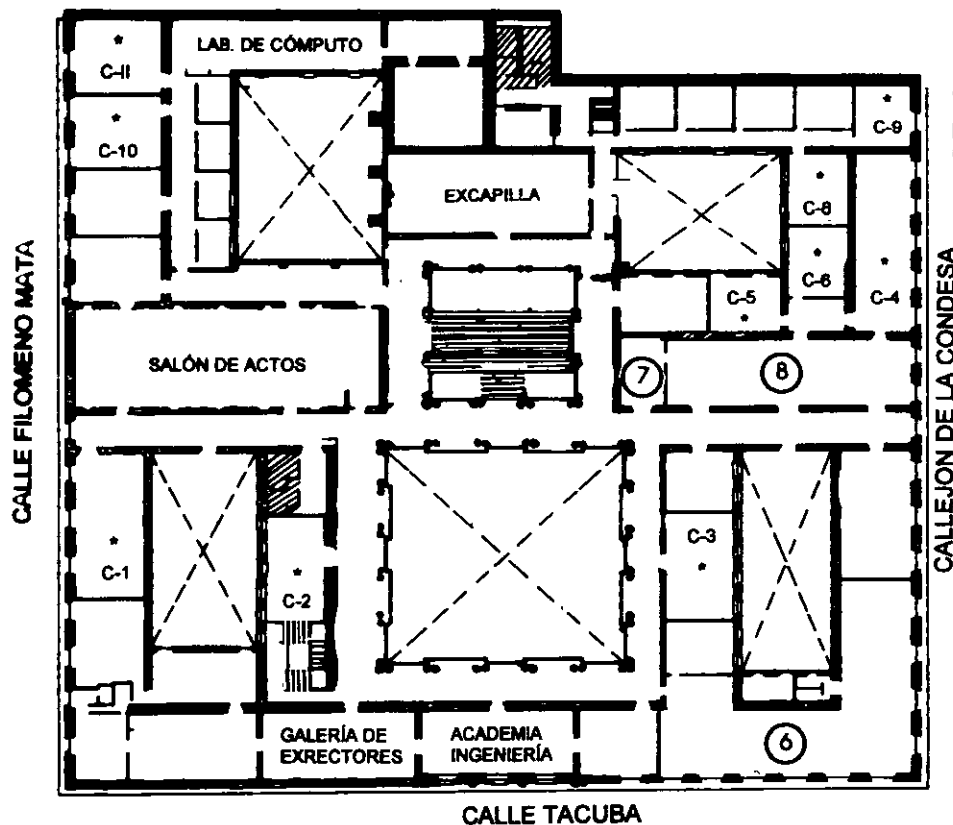 LAB. DE CÓMPUTO
* C-II
* C-10
* C-9
EXCAPILLA
* C-8
* C-6
C-5 *
* C-4
CALLE FILOMENO MATA
CALLEJON DE LA CONDESA
SALÓN DE ACTOS
7
8
* C-1
* C-2
C-3 *
GALERÍA DE
EXRECTORES
ACADEMIA
INGENIERÍA
6
CALLE TACUBA